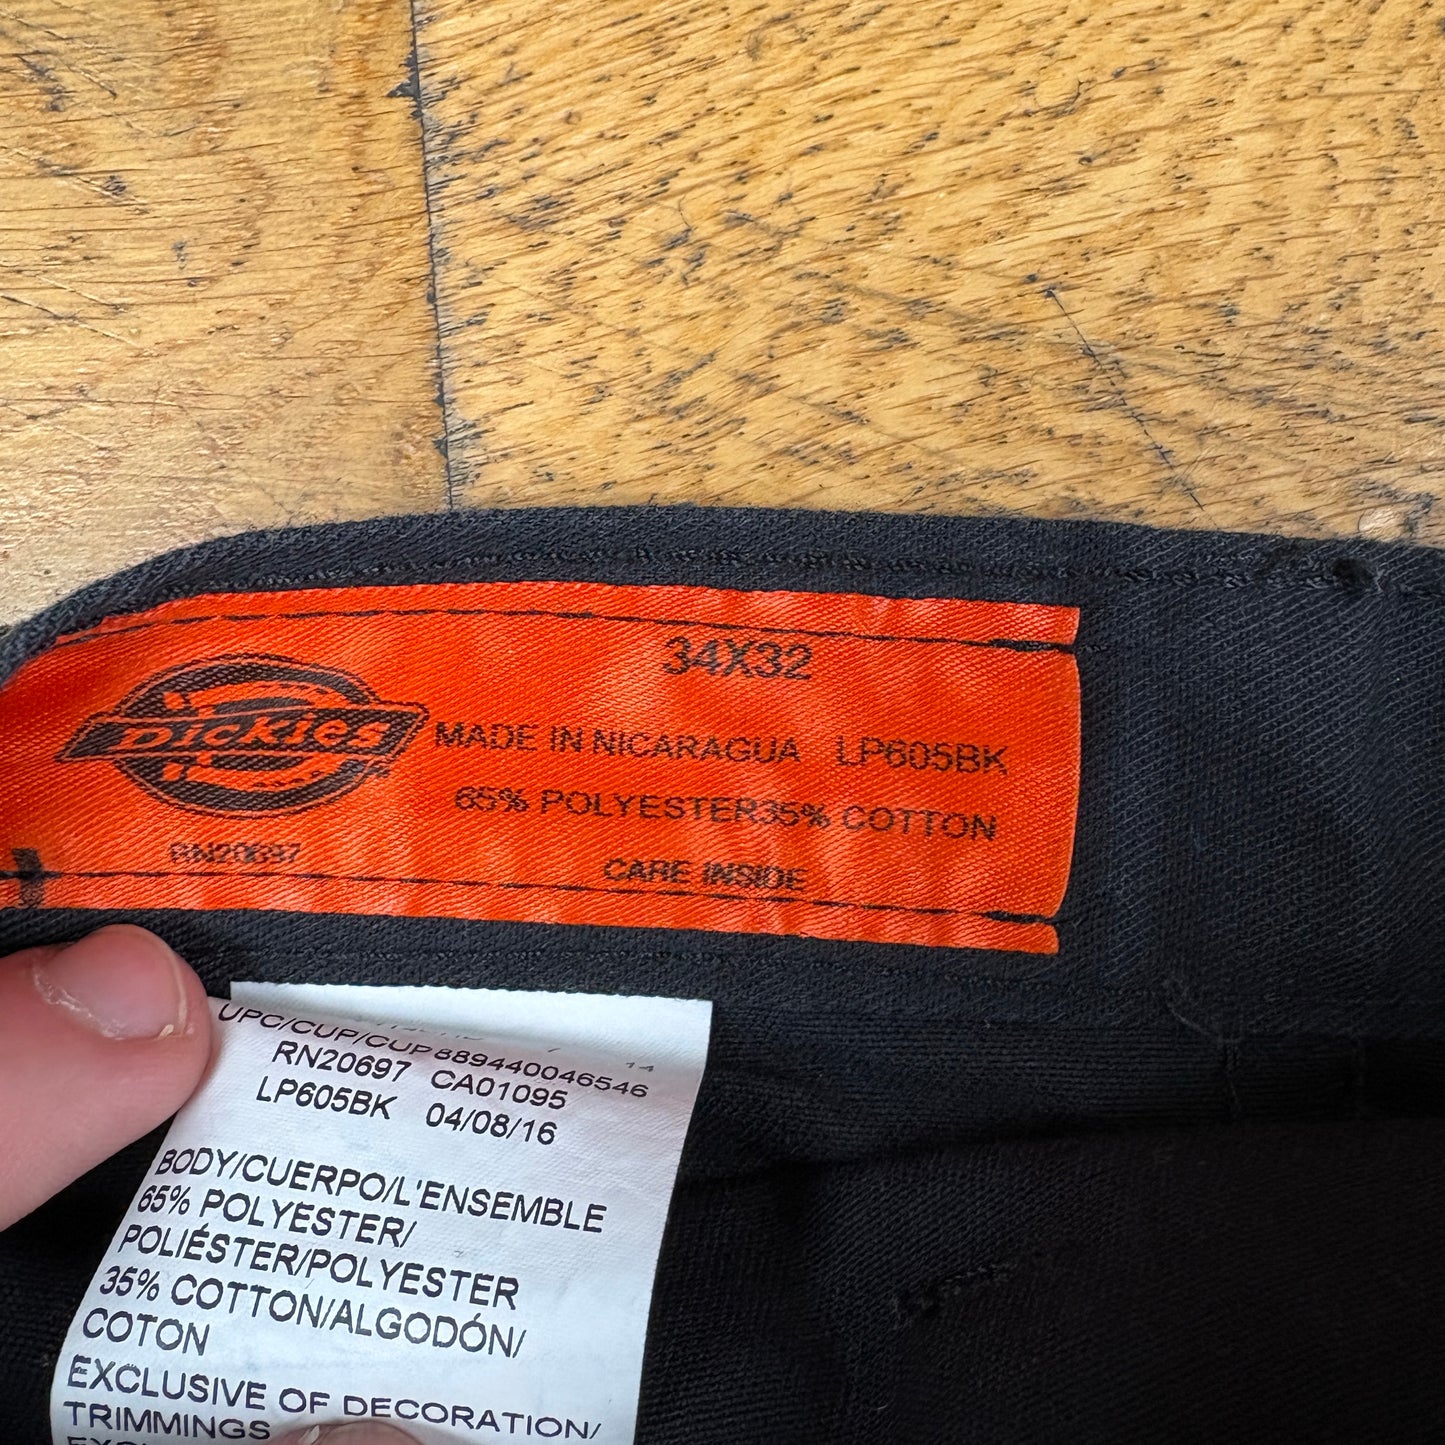 34X32
Dickies
MADE IN NICARAGUA LP605BK
65% POLYESTER35% COTTON
RN20697
CARE INSIDE
14
UPC/CUP/CUP889440046546
RN20697 CA01095
LP605BK 04/08/16
BODY/CUERPO/L'ENSEMBLE
65% POLYESTER/
POLIÉSTER/POLYESTER
35% COTTON/ALGODÓN/
COTON
EXCLUSIVE OF DECORATION/
TRIMMINGS